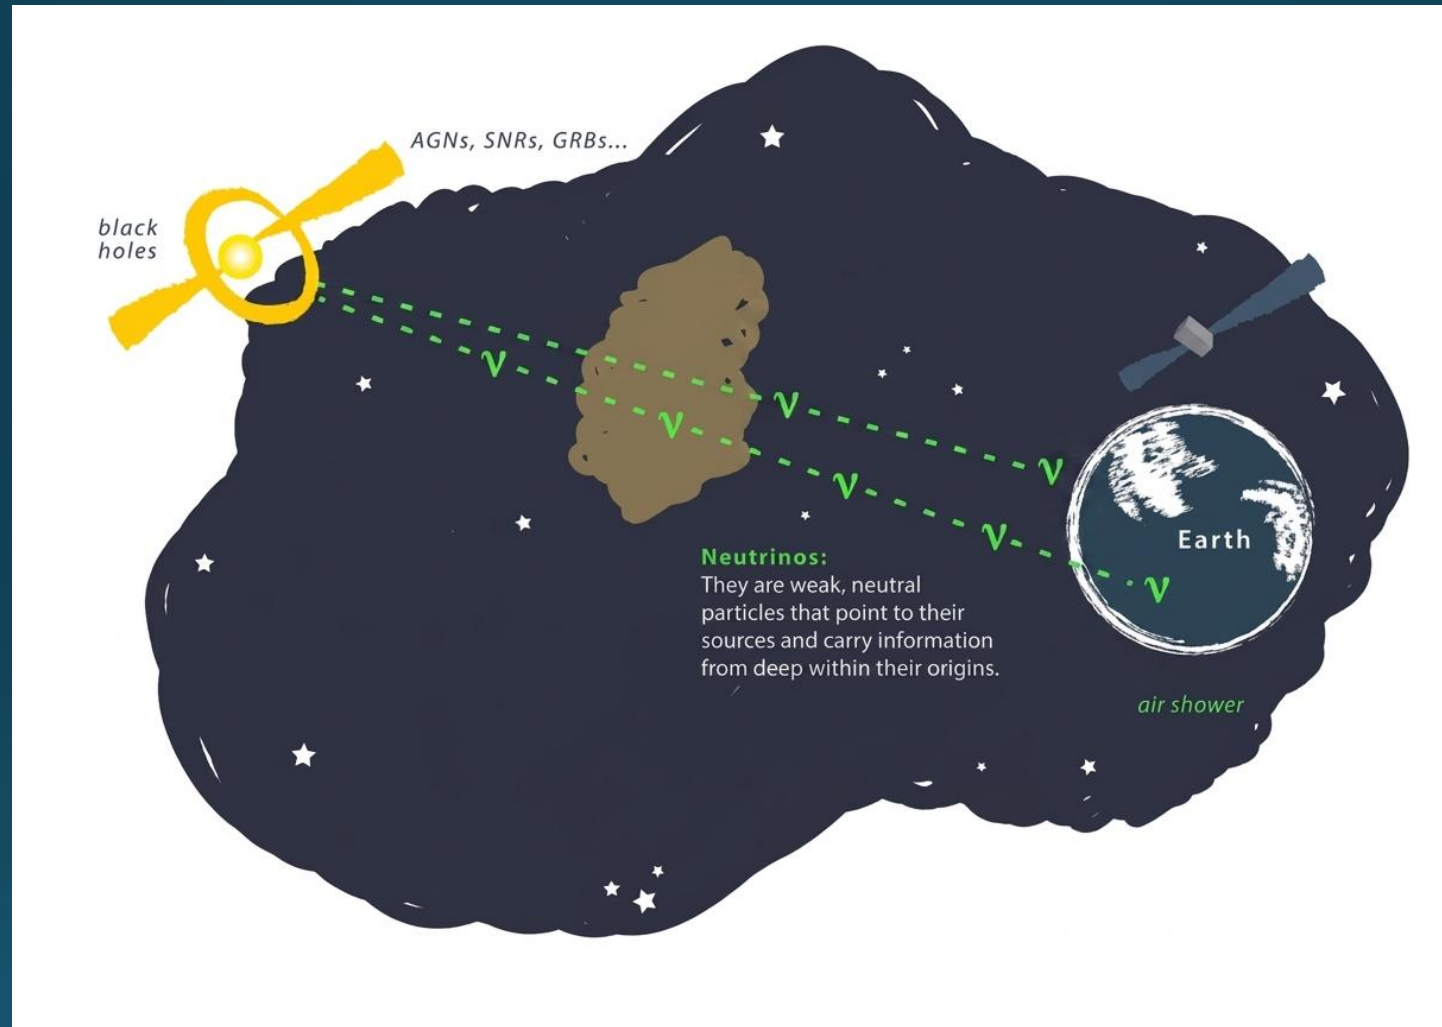 AGNs, SNRs, GRBs...
black
holes
ν
ν
ν
ν
ν
ν
ν
Earth
Neutrinos:
They are weak, neutral
particles that point to their
sources and carry information
from deep within their origins.
air shower